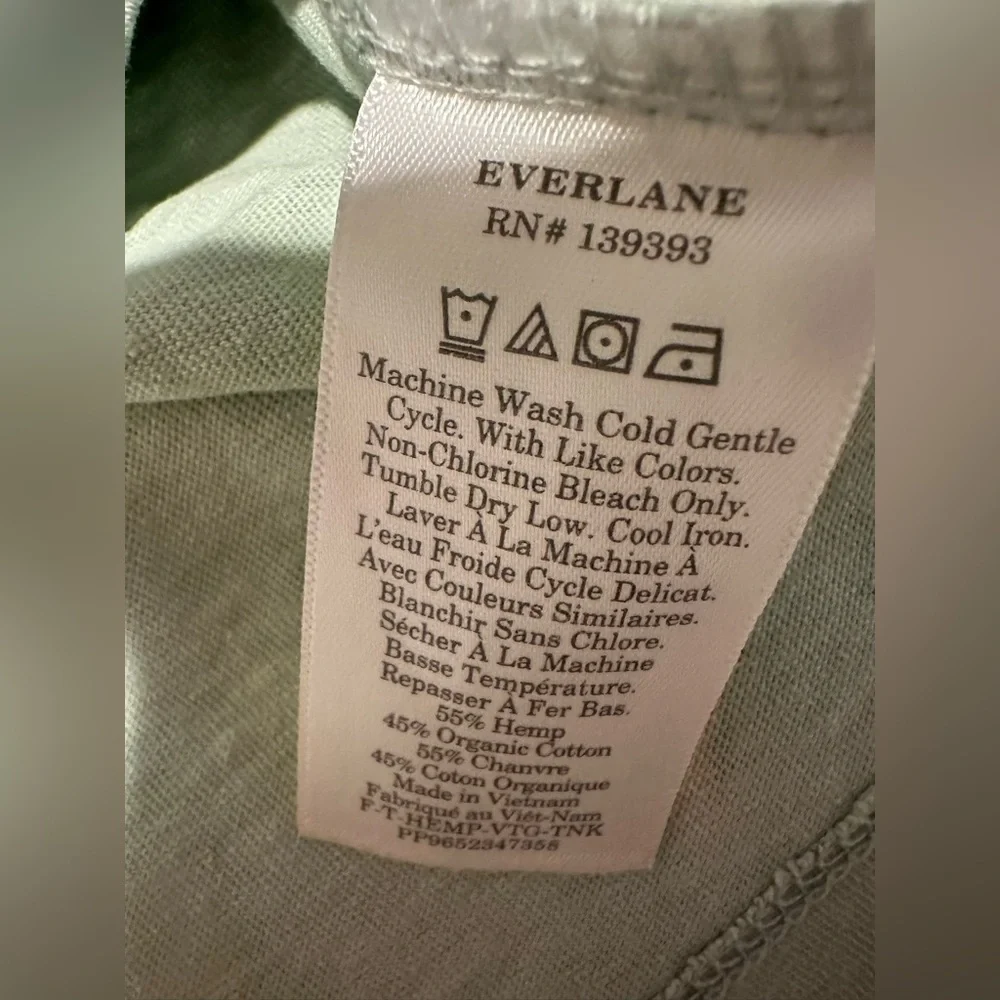 EVERLANE
RN# 139393
Machine Wash Cold Gentle
Cycle. With Like Colors.
Non-Chlorine Bleach Only.
Tumble Dry Low. Cool Iron.
Laver À La Machine À
L'eau Froide Cycle Delicat.
Avec Couleurs Similaires.
Blanchir Sans Chlore.
Sécher À La Machine
Basse Température.
Repasser À Fer Bas.
55% Hemp
45% Organic Cotton
55% Chanvre
45% Coton Organique
Made in Vietnam
Fabriqué au Viêt-Nam
F-T-HEMP-VTG-TNK
PP9652347358